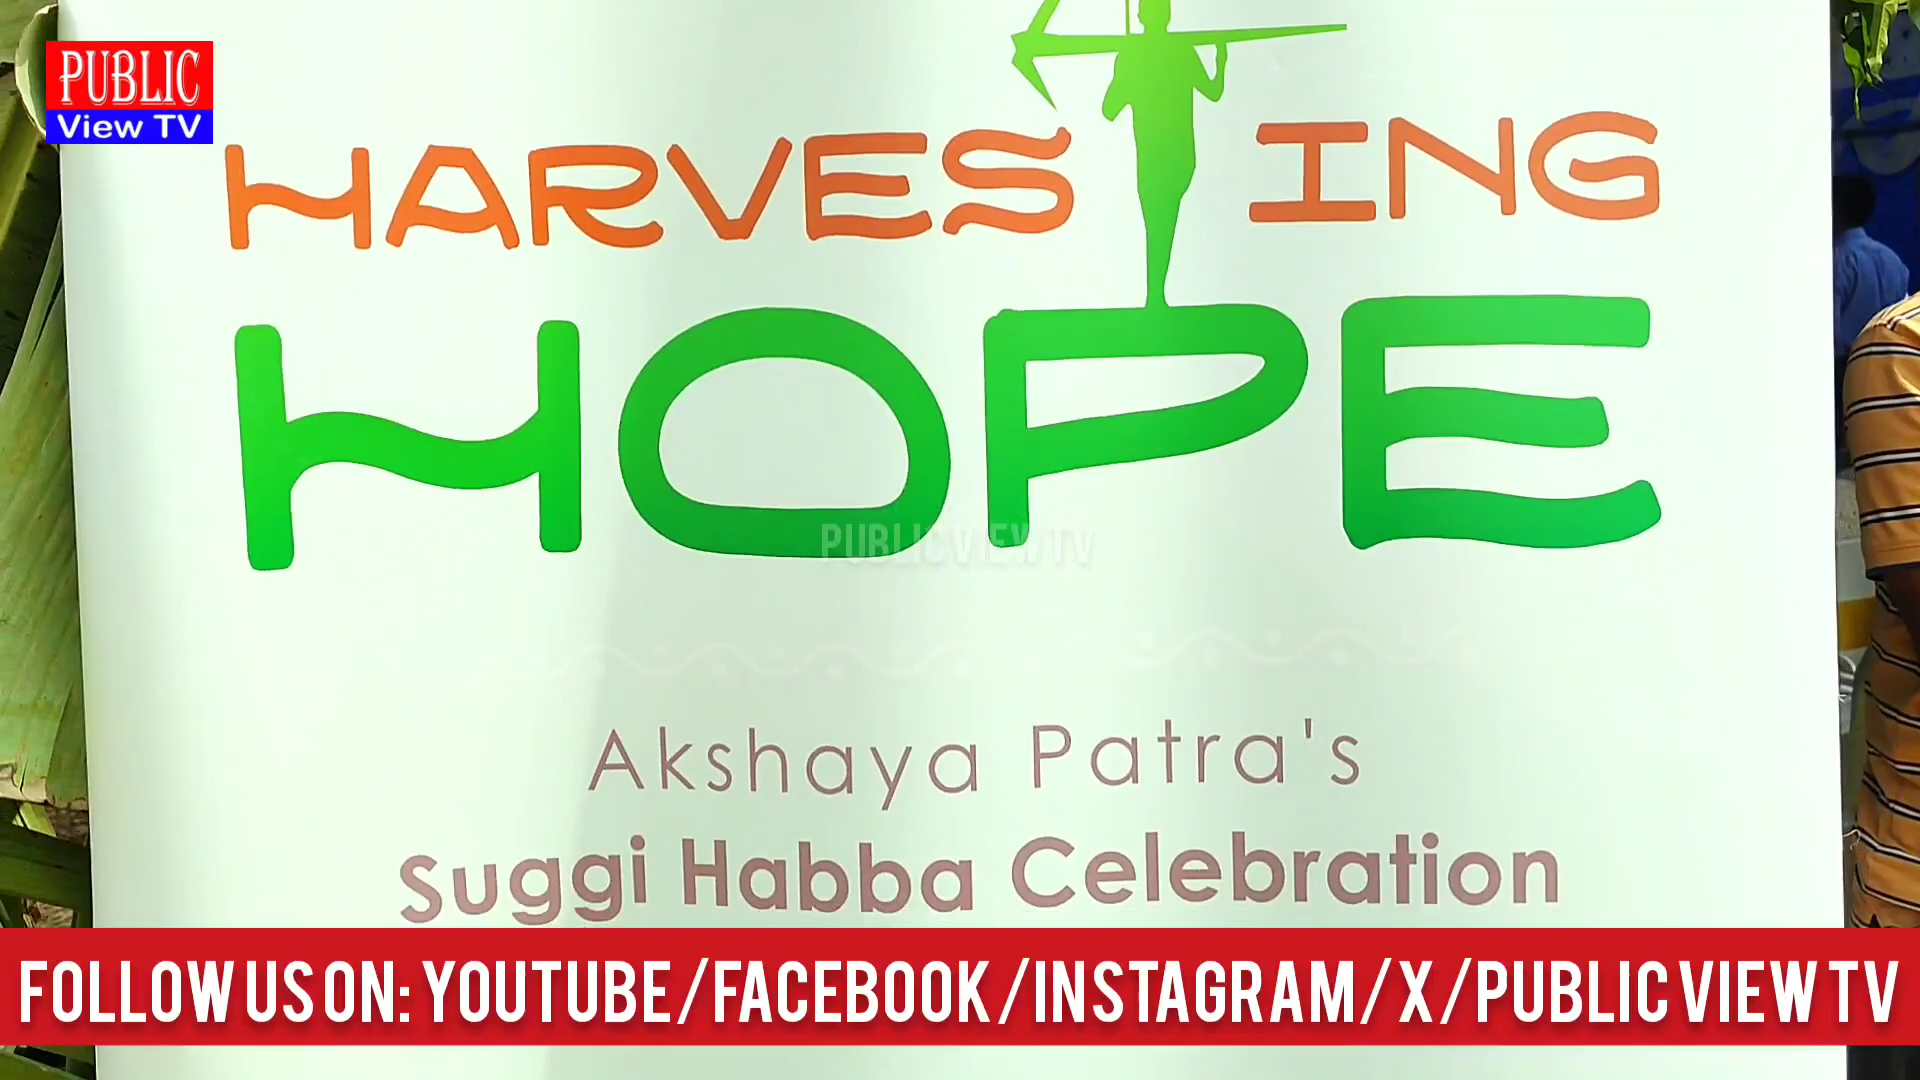 PUBLIC
View TV
HARVESTING
HOPE
PUBLIC VIEW TV
Akshaya Patra's
Suggi Habba Celebration
FOLLOW US ON: YOUTUBE/FACEBOOK/INSTAGRAM/X/PUBLIC VIEW TV